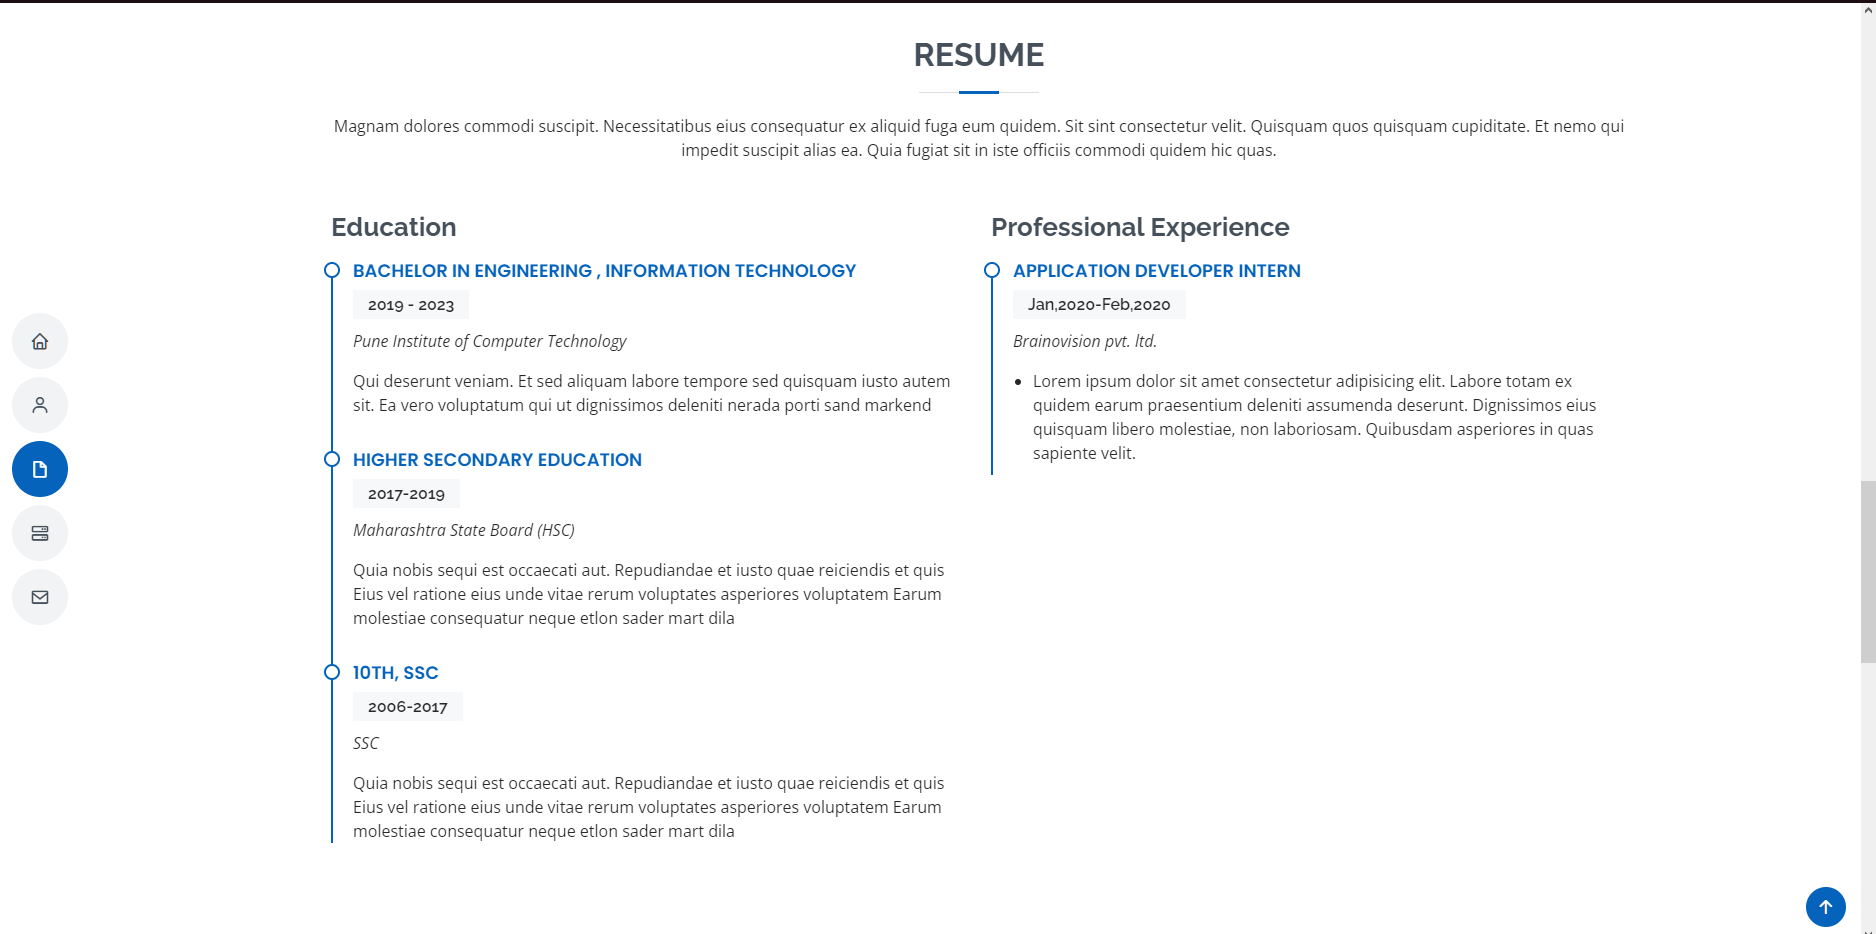 RESUME
Magnam dolores commodi suscipit. Necessitatibus eius consequatur ex aliquid fuga eum quidem. Sit sint consectetur velit. Quisquam quos quisquam cupiditate. Et nemo qui
impedit suscipit alias ea. Quia fugiat sit in iste officiis commodi quidem hic quas.
Education
BACHELOR IN ENGINEERING , INFORMATION TECHNOLOGY
2019 - 2023
Pune Institute of Computer Technology
Qui deserunt veniam. Et sed aliquam labore tempore sed quisquam iusto autem
sit. Ea vero voluptatum qui ut dignissimos deleniti nerada porti sand markend
HIGHER SECONDARY EDUCATION
2017-2019
Maharashtra State Board (HSC)
Quia nobis sequi est occaecati aut. Repudiandae et iusto quae reiciendis et quis
Eius vel ratione eius unde vitae rerum voluptates asperiores voluptatem Earum
molestiae consequatur neque etlon sader mart dila
10TH, SSC
2006-2017
SSC
Quia nobis sequi est occaecati aut. Repudiandae et iusto quae reiciendis et quis
Eius vel ratione eius unde vitae rerum voluptates asperiores voluptatem Earum
molestiae consequatur neque etlon sader mart dila
Professional Experience
APPLICATION DEVELOPER INTERN
Jan,2020-Feb,2020
Brainovision pvt. ltd.
• Lorem ipsum dolor sit amet consectetur adipisicing elit. Labore totam ex
quidem earum praesentium deleniti assumenda deserunt. Dignissimos eius
quisquam libero molestiae, non laboriosam. Quibusdam asperiores in quas
sapiente velit.